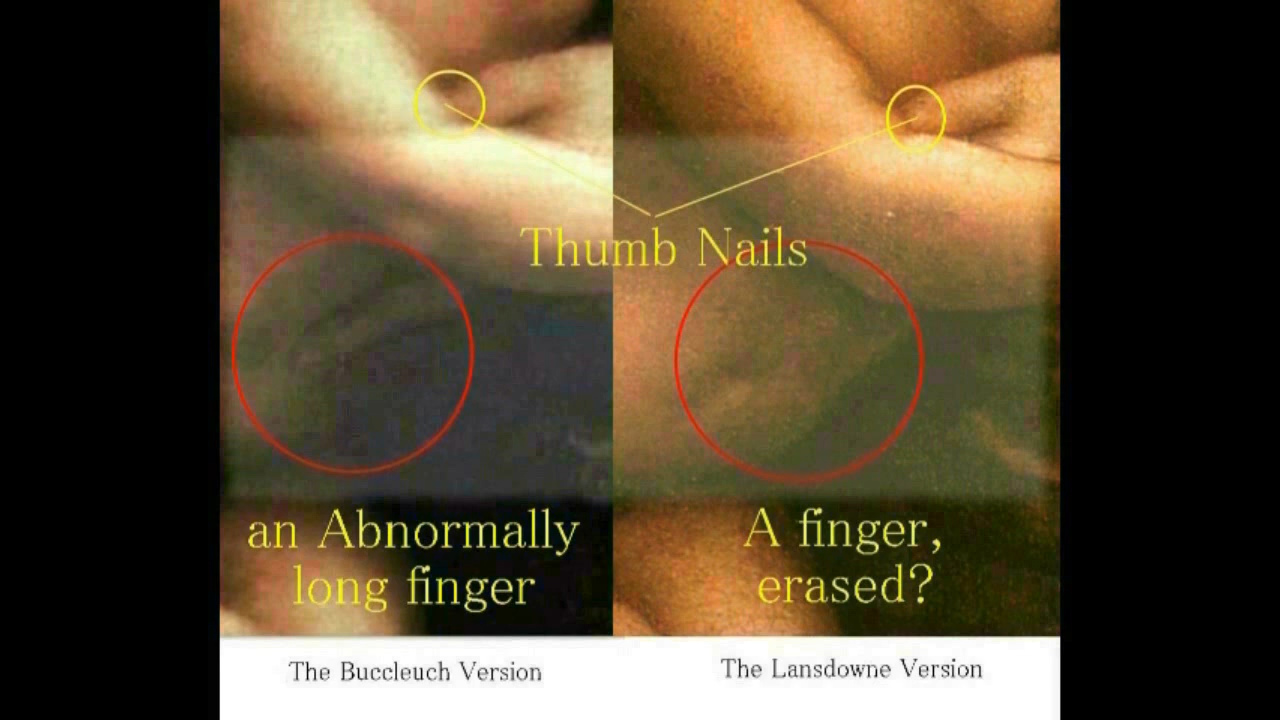 Thumb Nails
an Abnormally
long finger
A finger,
erased?
The Buccleuch Version
The Lansdowne Version